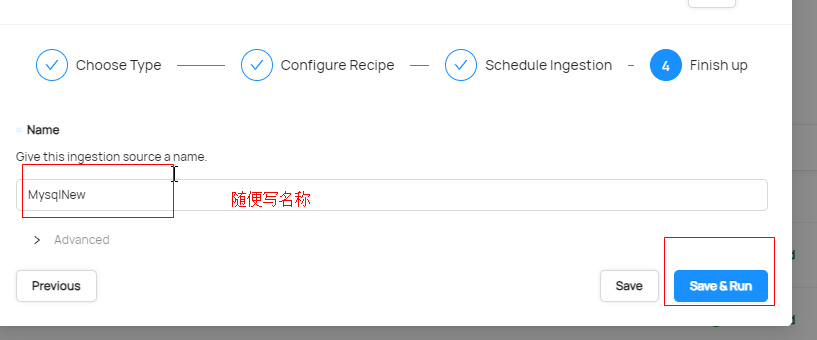 Choose Type
Configure Recipe
Schedule Ingestion
4
Finish up
Name
Give this ingestion source a name.
MysqlNew
随便写名称
Advanced
Previous
Save
Save & Run